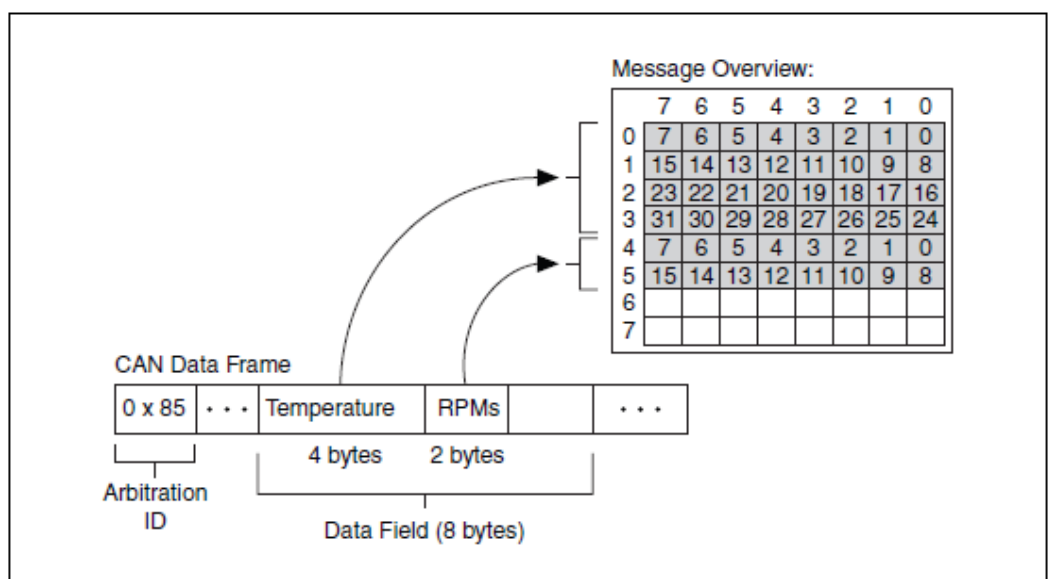 Message Overview:
7 6 5 4 3 2 1 0
0 7 6 5 4 3 2 1 0
1 15 14 13 12 11 10 9 8
2 23 22 21 20 19 18 17 16
3 31 30 29 28 27 26 25 24
4 7 6 5 4 3 2 1 0
5 15 14 13 12 11 10 9 8
6
7
CAN Data Frame
0 x 85 • • • Temperature RPMs • • •
4 bytes 2 bytes
Arbitration
ID
Data Field (8 bytes)